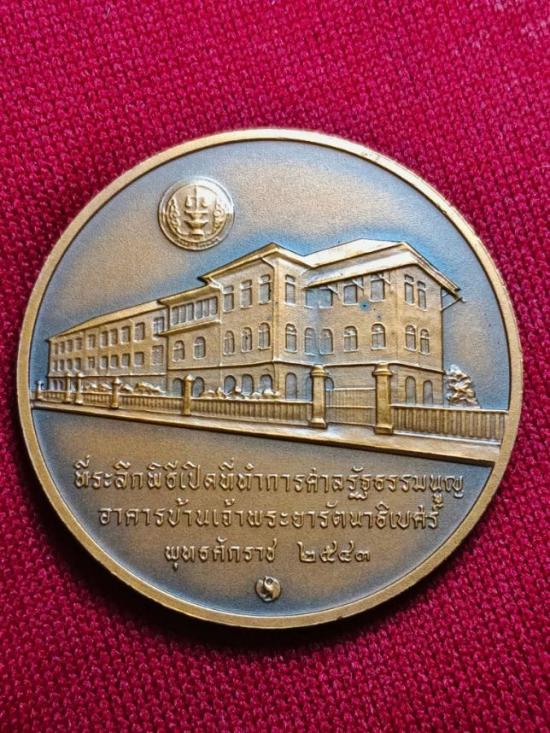 ที่ระลึกพิธีเปิดที่ทำการศาลรัฐธรรมนูญ
อาคารบ้านเจ้าพระยารัตนาธิเบศร์
พุทธศักราช ๒๕๔๓